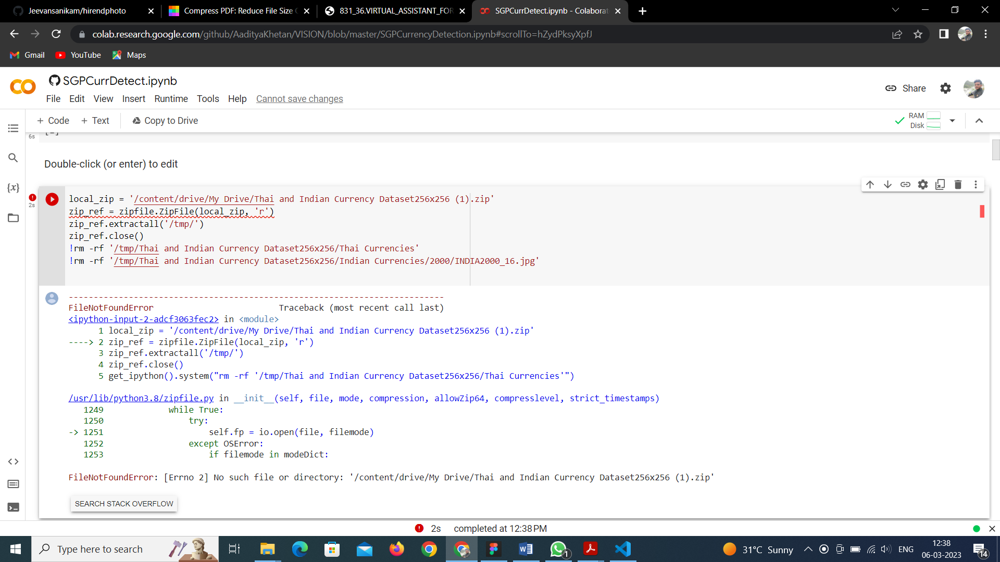 Jeevansanikam/hirendphoto
Compress PDF: Reduce File Size
831_36.VIRTUAL_ASSISTANT_FOR
SGPCurrDetect.ipynb - Colaborat
colab.research.google.com/github/AadityaKhetan/VISION/blob/master/SGPCurrencyDetection.ipynb#scrollTo=hZydPksyXpfJ
Gmail YouTube Maps
SGPCurrDetect.ipynb
File Edit View Insert Runtime Tools Help Cannot save changes
Share
+ Code + Text Copy to Drive
RAM
Disk
6s
Double-click (or enter) to edit
{x}
2s
local_zip = '/content/drive/My Drive/Thai and Indian Currency Dataset256x256 (1).zip'
zip_ref = zipfile.ZipFile(local_zip, 'r')
zip_ref.extractall('/tmp/')
zip_ref.close()
!rm -rf '/tmp/Thai and Indian Currency Dataset256x256/Thai Currencies'
!rm -rf '/tmp/Thai and Indian Currency Dataset256x256/Indian Currencies/2000/INDIA2000_16.jpg'
---------------------------------------------------------------------------
FileNotFoundError                         Traceback (most recent call last)
<ipython-input-2-adcf3063fec2> in <module>
      1 local_zip = '/content/drive/My Drive/Thai and Indian Currency Dataset256x256 (1).zip'
----> 2 zip_ref = zipfile.ZipFile(local_zip, 'r')
      3 zip_ref.extractall('/tmp/')
      4 zip_ref.close()
      5 get_ipython().system("rm -rf '/tmp/Thai and Indian Currency Dataset256x256/Thai Currencies'")
/usr/lib/python3.8/zipfile.py in __init__(self, file, mode, compression, allowZip64, compresslevel, strict_timestamps)
   1249             while True:
   1250                 try:
-> 1251                     self.fp = io.open(file, filemode)
   1252                 except OSError:
   1253                     if filemode in modeDict:
FileNotFoundError: [Errno 2] No such file or directory: '/content/drive/My Drive/Thai and Indian Currency Dataset256x256 (1).zip'
SEARCH STACK OVERFLOW
2s completed at 12:38 PM
Type here to search
1
31°C Sunny
ENG
12:38
06-03-2023
14